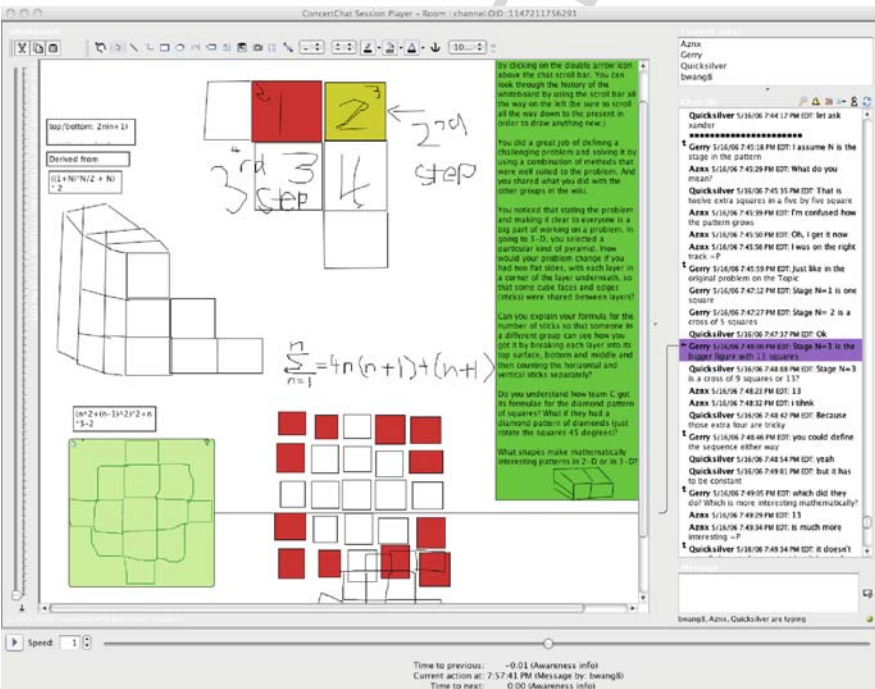 ConcertChat Session Player - Room : channel OID: 1147211756291
10...
top/bottom: 2n(n+1)
Derived from
((1+N)*N/2 + N)
* 2
1
2
3
2
3
4
2nd
step
3rd
step
n
Σ =4n(n+1)+(n+1)
n=1
(n^2+(n-1)^2)*2+n
*3-2
by clicking on the double arrow icon
above the chat scroll bar. You can
look through the history of the
whiteboard by using the scroll bar all
the way on the left (be sure to scroll
all the way down to the present in
order to draw anything new.)
You did a great job of defining a
challenging problem and solving it by
using a combination of methods that
were well suited to the problem. And
you shared what you did with the
other groups in the wiki.
You noticed that stating the problem
and making it clear to everyone is a
big part of working on a problem. In
going to 3-D, you selected a
particular kind of pyramid. How
would your problem change if you
had two flat sides, with each layer in
a corner of the layer underneath, so
that some cube faces and edges
(sticks) were shared between layers?
Can you explain your formula for the
number of sticks so that someone in
a different group can see how you
got it by breaking each layer into its
top surface, bottom and middle and
then counting the horizontal and
vertical sticks separately?
Do you understand how team C got
its formulae for the diamond pattern
of squares? What if they had a
diamond pattern of diamonds (just
rotate the squares 45 degrees)?
What shapes make mathematically
interesting patterns in 2-D or in 3-D?
Aznx
Gerry
Quicksilver
bwang8
Quicksilver 5/16/06 7:44:17 PM EDT: let ask
xander
Gerry 5/16/06 7:45:18 PM EDT: I assume N is the
stage in the pattern
Aznx 5/16/06 7:45:29 PM EDT: What do you
mean?
Quicksilver 5/16/06 7:45:35 PM EDT: That is
twelve extra squares in a five by five square
Aznx 5/16/06 7:45:39 PM EDT: I'm confused how
the pattern grows
Aznx 5/16/06 7:45:50 PM EDT: Oh, I get it now
Aznx 5/16/06 7:45:56 PM EDT: I was on the right
track =P
Gerry 5/16/06 7:45:59 PM EDT: Just like in the
original problem on the Topic
Gerry 5/16/06 7:47:12 PM EDT: Stage N=1 is one
square
Gerry 5/16/06 7:47:27 PM EDT: Stage N= 2 is a
cross of 5 squares
Quicksilver 5/16/06 7:47:37 PM EDT: Ok
Gerry 5/16/06 7:48:00 PM EDT: Stage N=3 is the
bigger figure with 13 squares
Quicksilver 5/16/06 7:48:08 PM EDT: Stage N=3
is a cross of 9 squares or 13?
Aznx 5/16/06 7:48:23 PM EDT: 13
Aznx 5/16/06 7:48:32 PM EDT: i tihnk
Quicksilver 5/16/06 7:48:42 PM EDT: Because
those extra four are tricky
Gerry 5/16/06 7:48:46 PM EDT: you could define
the sequence either way
Quicksilver 5/16/06 7:48:54 PM EDT: yeah
Quicksilver 5/16/06 7:49:01 PM EDT: but it has
to be constant
Gerry 5/16/06 7:49:05 PM EDT: which did they
do? Which is more interesting mathematically?
Aznx 5/16/06 7:49:29 PM EDT: 13
Aznx 5/16/06 7:49:34 PM EDT: is much more
interesting =P
Quicksilver 5/16/06 7:49:34 PM EDT: it doesn't
Message
bwang8, Aznx, Quicksilver are typing
Speed: 1
Time to previous: -0:01 (Awareness info)
Current action at: 7:57:41 PM (Message by: bwang8)
Time to next: 0:00 (Awareness info)